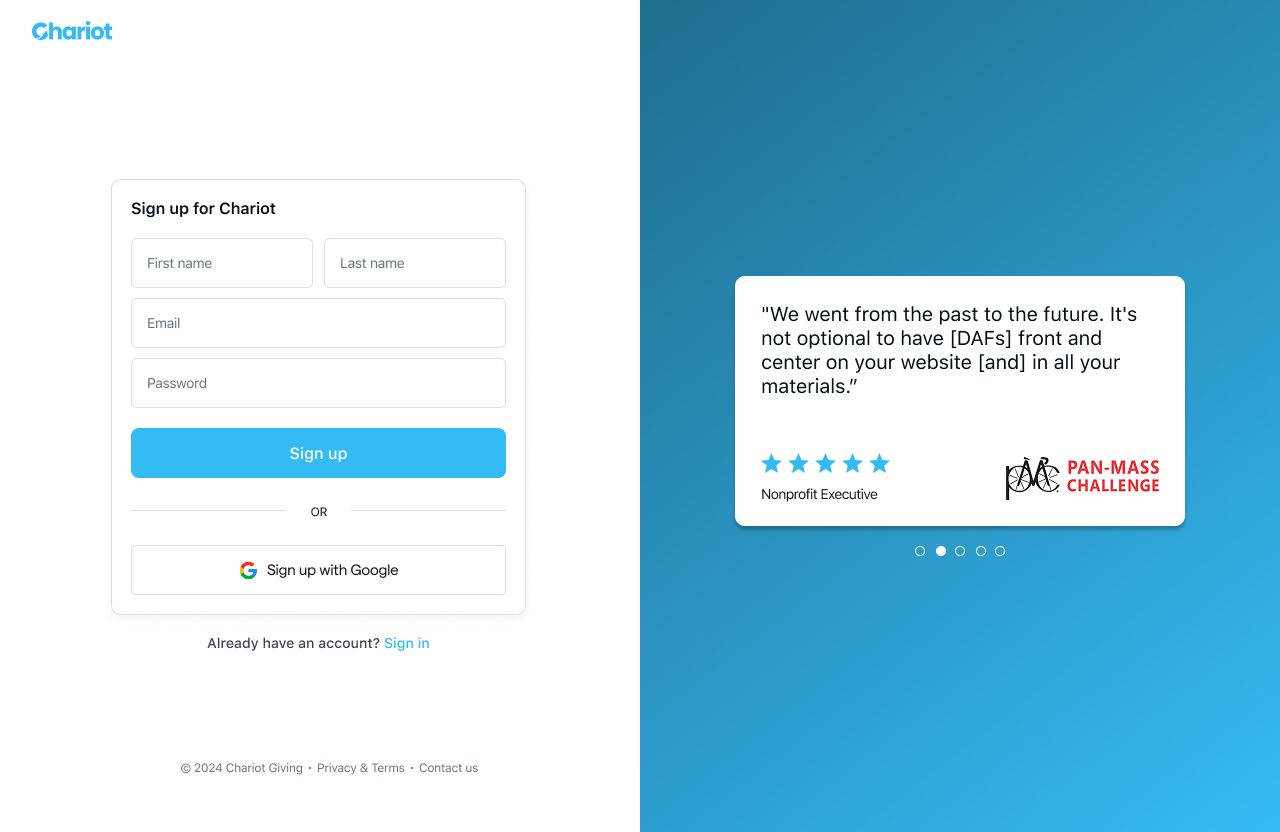 Chariot
Sign up for Chariot
First name
Last name
Email
Password
Sign up
OR
Sign up with Google
Already have an account? Sign in
© 2024 Chariot Giving · Privacy & Terms · Contact us
"We went from the past to the future. It's
not optional to have [DAFs] front and
center on your website [and] in all your
materials.”
Nonprofit Executive
PMC
PAN-MASS
CHALLENGE